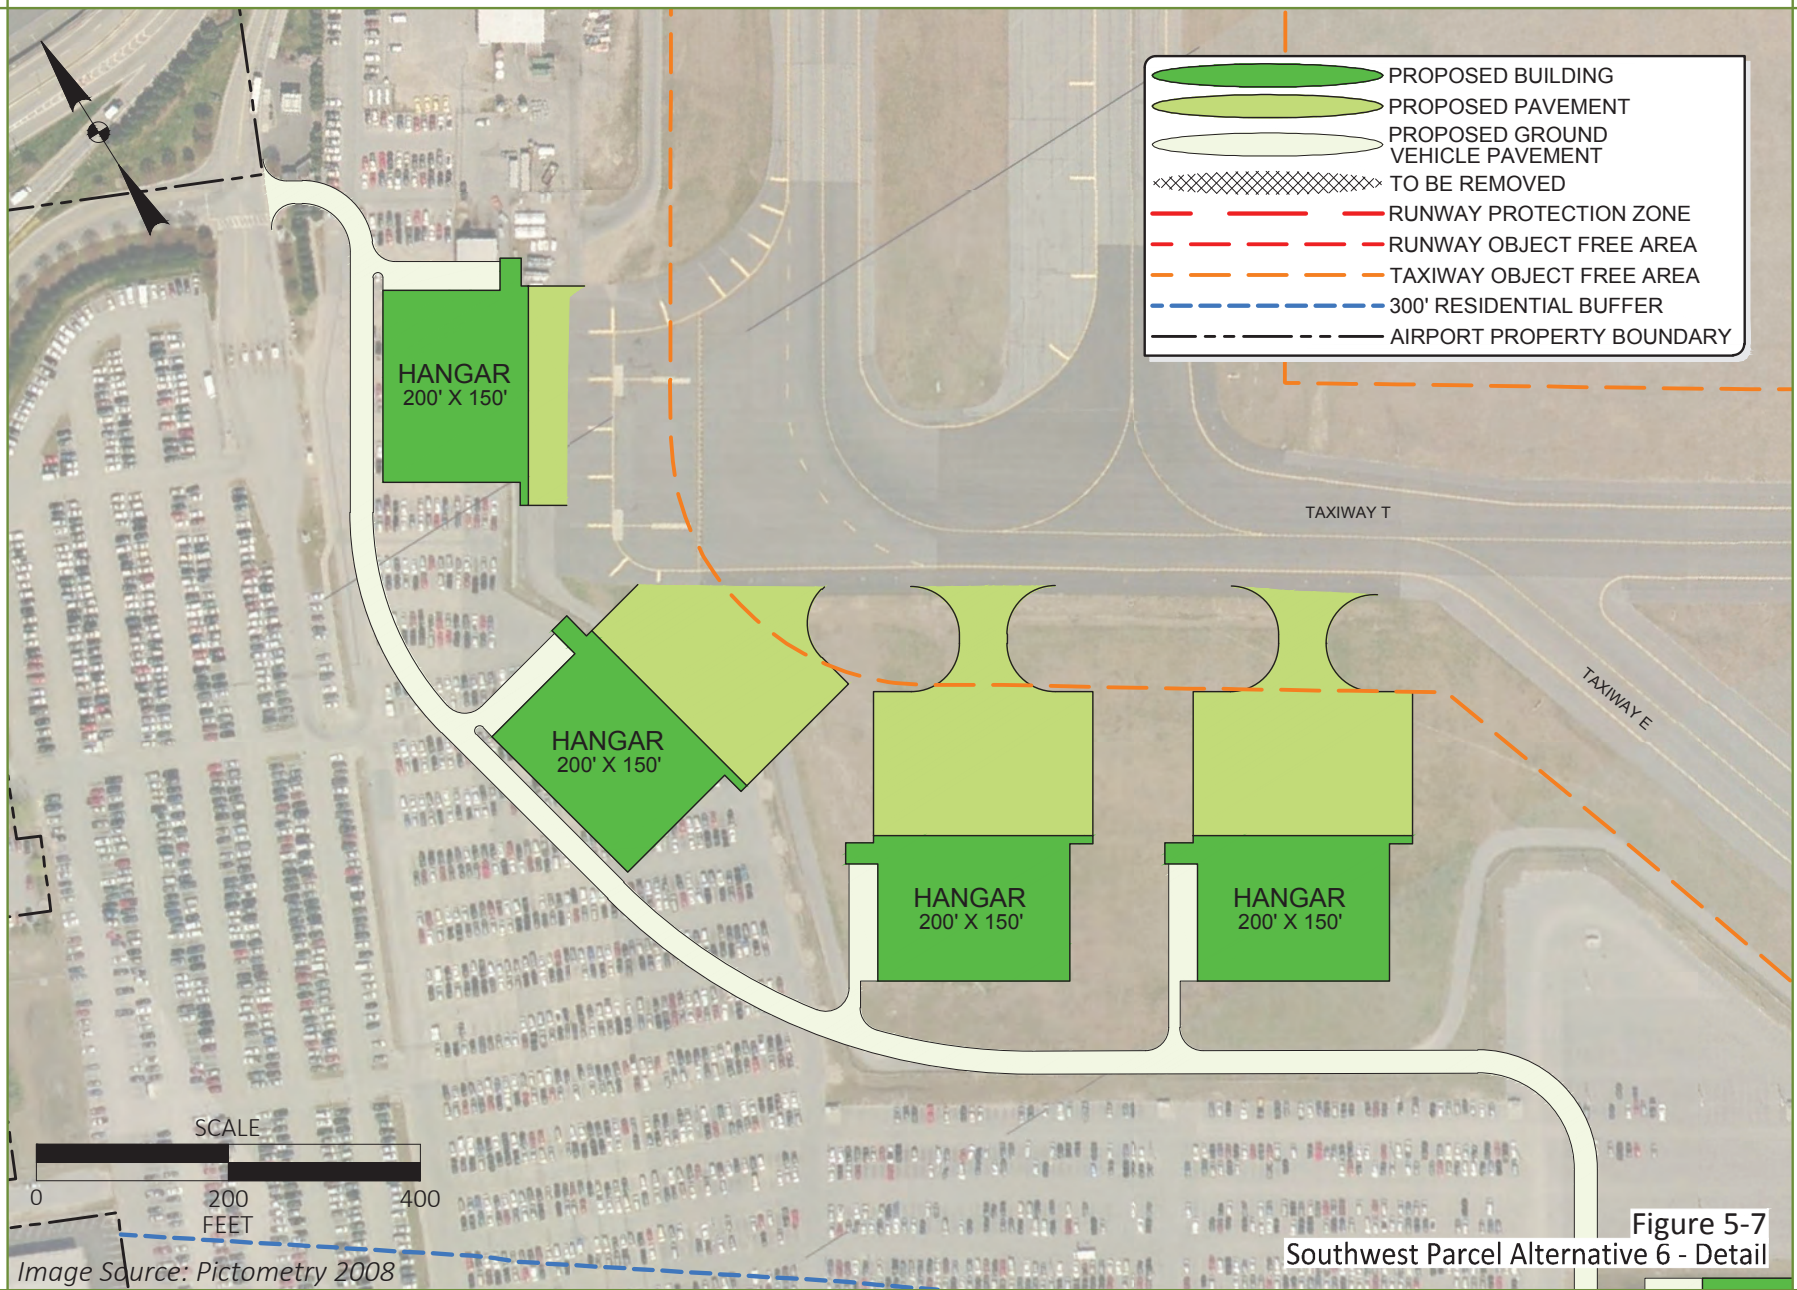 PROPOSED BUILDING
PROPOSED PAVEMENT
PROPOSED GROUND
VEHICLE PAVEMENT
TO BE REMOVED
RUNWAY PROTECTION ZONE
RUNWAY OBJECT FREE AREA
TAXIWAY OBJECT FREE AREA
300' RESIDENTIAL BUFFER
AIRPORT PROPERTY BOUNDARY
HANGAR
200' X 150'
TAXIWAY T
TAXIWAY E
HANGAR
200' X 150'
HANGAR
200' X 150'
HANGAR
200' X 150'
SCALE
0 200 400
FEET
Image Source: Pictometry 2008
Figure 5-7
Southwest Parcel Alternative 6 - Detail